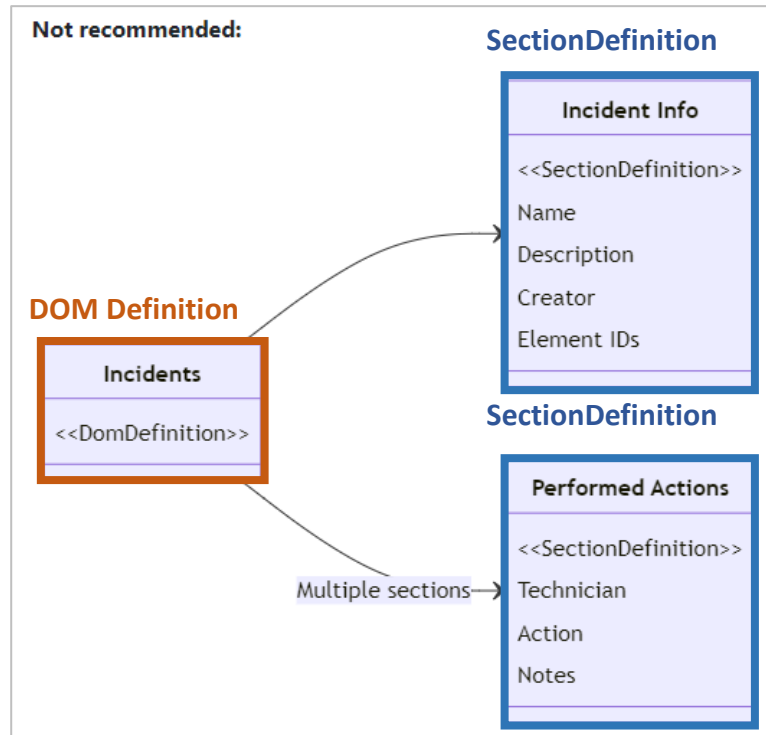 Not recommended:
SectionDefinition
Incident Info
<<SectionDefinition>>
Name
Description
Creator
Element IDs
DOM Definition
Incidents
<<DomDefinition>>
SectionDefinition
Performed Actions
<<SectionDefinition>>
Multiple sections
Technician
Action
Notes